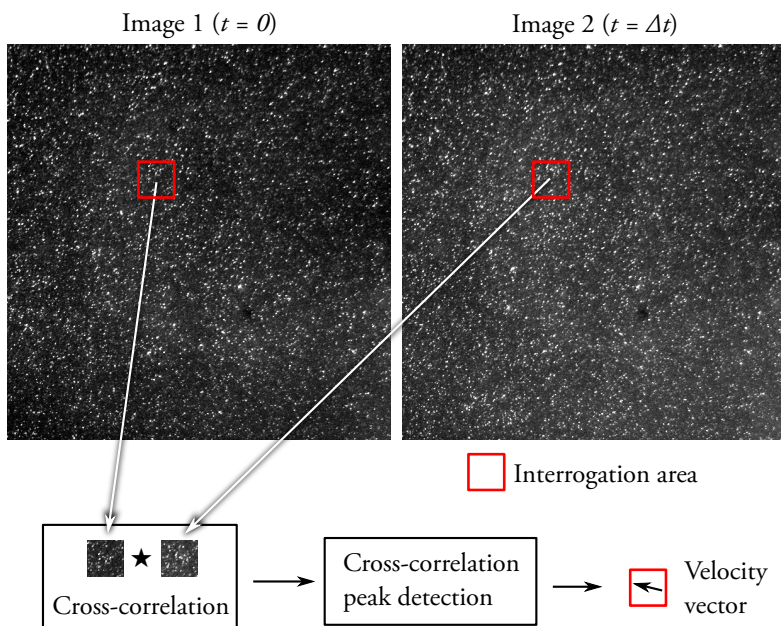 Image 1 (t = 0)
Image 2 (t = Δt)
Interrogation area
Cross-correlation
Cross-correlation
peak detection
Velocity
vector